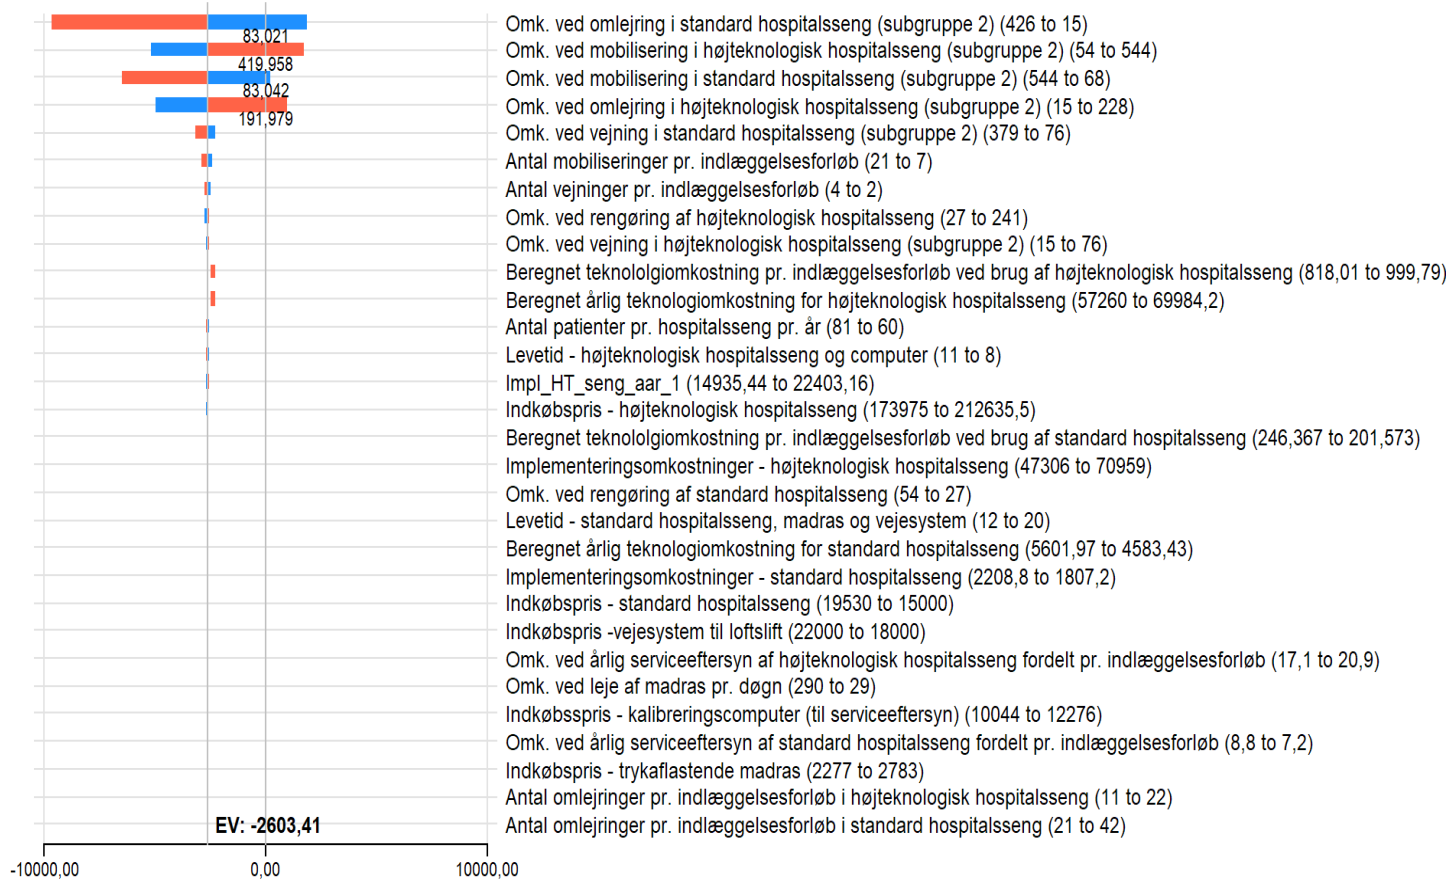 Omk. ved omlejring i standard hospitalsseng (subgruppe 2) (426 to 15)
83,021
Omk. ved mobilisering i højteknologisk hospitalsseng (subgruppe 2) (54 to 544)
419,958
Omk. ved mobilisering i standard hospitalsseng (subgruppe 2) (544 to 68)
83,042
Omk. ved omlejring i højteknologisk hospitalsseng (subgruppe 2) (15 to 228)
191,979
Omk. ved vejning i standard hospitalsseng (subgruppe 2) (379 to 76)
Antal mobiliseringer pr. indlæggelsesforløb (21 to 7)
Antal vejninger pr. indlæggelsesforløb (4 to 2)
Omk. ved rengøring af højteknologisk hospitalsseng (27 to 241)
Omk. ved vejning i højteknologisk hospitalsseng (subgruppe 2) (15 to 76)
Beregnet teknololgiomkostning pr. indlæggelsesforløb ved brug af højteknologisk hospitalsseng (818,01 to 999,79)
Beregnet årlig teknologiomkostning for højteknologisk hospitalsseng (57260 to 69984,2)
Antal patienter pr. hospitalsseng pr. år (81 to 60)
Levetid - højteknologisk hospitalsseng og computer (11 to 8)
Impl_HT_seng_aar_1 (14935,44 to 22403,16)
Indkøbspris - højteknologisk hospitalsseng (173975 to 212635,5)
Beregnet teknololgiomkostning pr. indlæggelsesforløb ved brug af standard hospitalsseng (246,367 to 201,573)
Implementeringsomkostninger - højteknologisk hospitalsseng (47306 to 70959)
Omk. ved rengøring af standard hospitalsseng (54 to 27)
Levetid - standard hospitalsseng, madras og vejesystem (12 to 20)
Beregnet årlig teknologiomkostning for standard hospitalsseng (5601,97 to 4583,43)
Implementeringsomkostninger - standard hospitalsseng (2208,8 to 1807,2)
Indkøbspris - standard hospitalsseng (19530 to 15000)
Indkøbspris -vejesystem til loftslift (22000 to 18000)
Omk. ved årlig serviceeftersyn af højteknologisk hospitalsseng fordelt pr. indlæggelsesforløb (17,1 to 20,9)
Omk. ved leje af madras pr. døgn (290 to 29)
Indkøbsspris - kalibreringscomputer (til serviceeftersyn) (10044 to 12276)
Omk. ved årlig serviceeftersyn af standard hospitalsseng fordelt pr. indlæggelsesforløb (8,8 to 7,2)
Indkøbspris - trykaflastende madras (2277 to 2783)
Antal omlejringer pr. indlæggelsesforløb i højteknologisk hospitalsseng (11 to 22)
EV: -2603,41
Antal omlejringer pr. indlæggelsesforløb i standard hospitalsseng (21 to 42)
-10000,00
0,00
10000,00